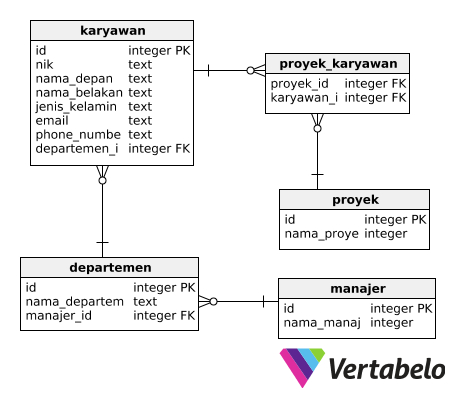 karyawan
id integer PK
nik text
nama_depan text
nama_belakan text
jenis_kelamin text
email text
phone_numbe text
departemen_i integer FK
proyek_karyawan
proyek_id integer FK
karyawan_i integer FK
proyek
id integer PK
nama_proye integer
departemen
id integer PK
nama_departem text
manajer_id integer FK
manajer
id integer PK
nama_manaj integer
Vertabelo